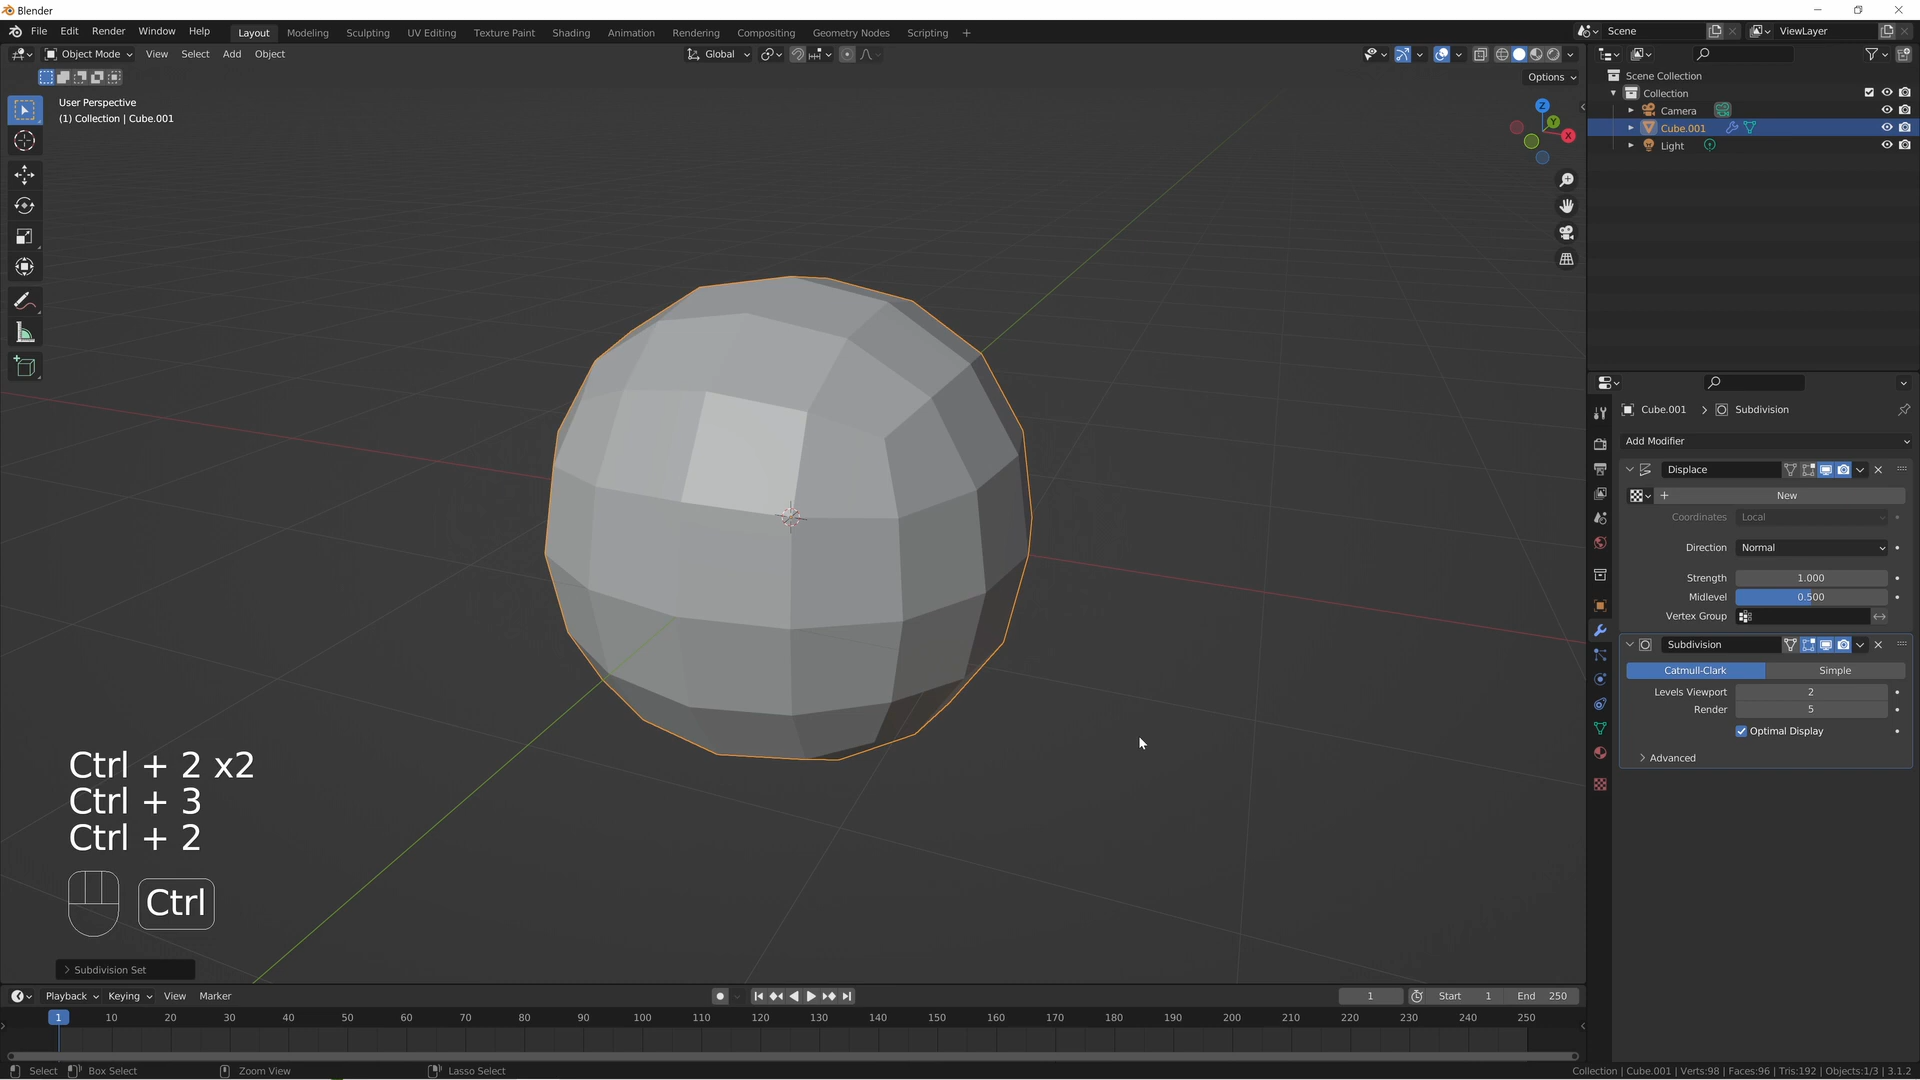 Blender
File Edit Render Window Help
Layout Modeling Sculpting UV Editing Texture Paint Shading Animation Rendering Compositing Geometry Nodes Scripting +
Scene
ViewLayer
Object Mode View Select Add Object
Global
Options
User Perspective
(1) Collection | Cube.001
Z
Y
X
Scene Collection
Collection
Camera
Cube.001
Light
Cube.001 > Subdivision
Add Modifier
Displace
+ New
Coordinates Local
Direction Normal
Strength 1.000
Midlevel 0.500
Vertex Group
Subdivision
Catmull-Clark Simple
Levels Viewport 2
Render 5
Optimal Display
Advanced
Ctrl + 2 x2
Ctrl + 3
Ctrl + 2
Ctrl
Subdivision Set
Playback Keying View Marker
1 Start 1 End 250
1 10 20 30 40 50 60 70 80 90 100 110 120 130 140 150 160 170 180 190 200 210 220 230 240 250
Select Box Select Zoom View Lasso Select
Collection | Cube.001 | Verts:98 | Faces:96 | Tris:192 | Objects:1/3 | 3.1.2